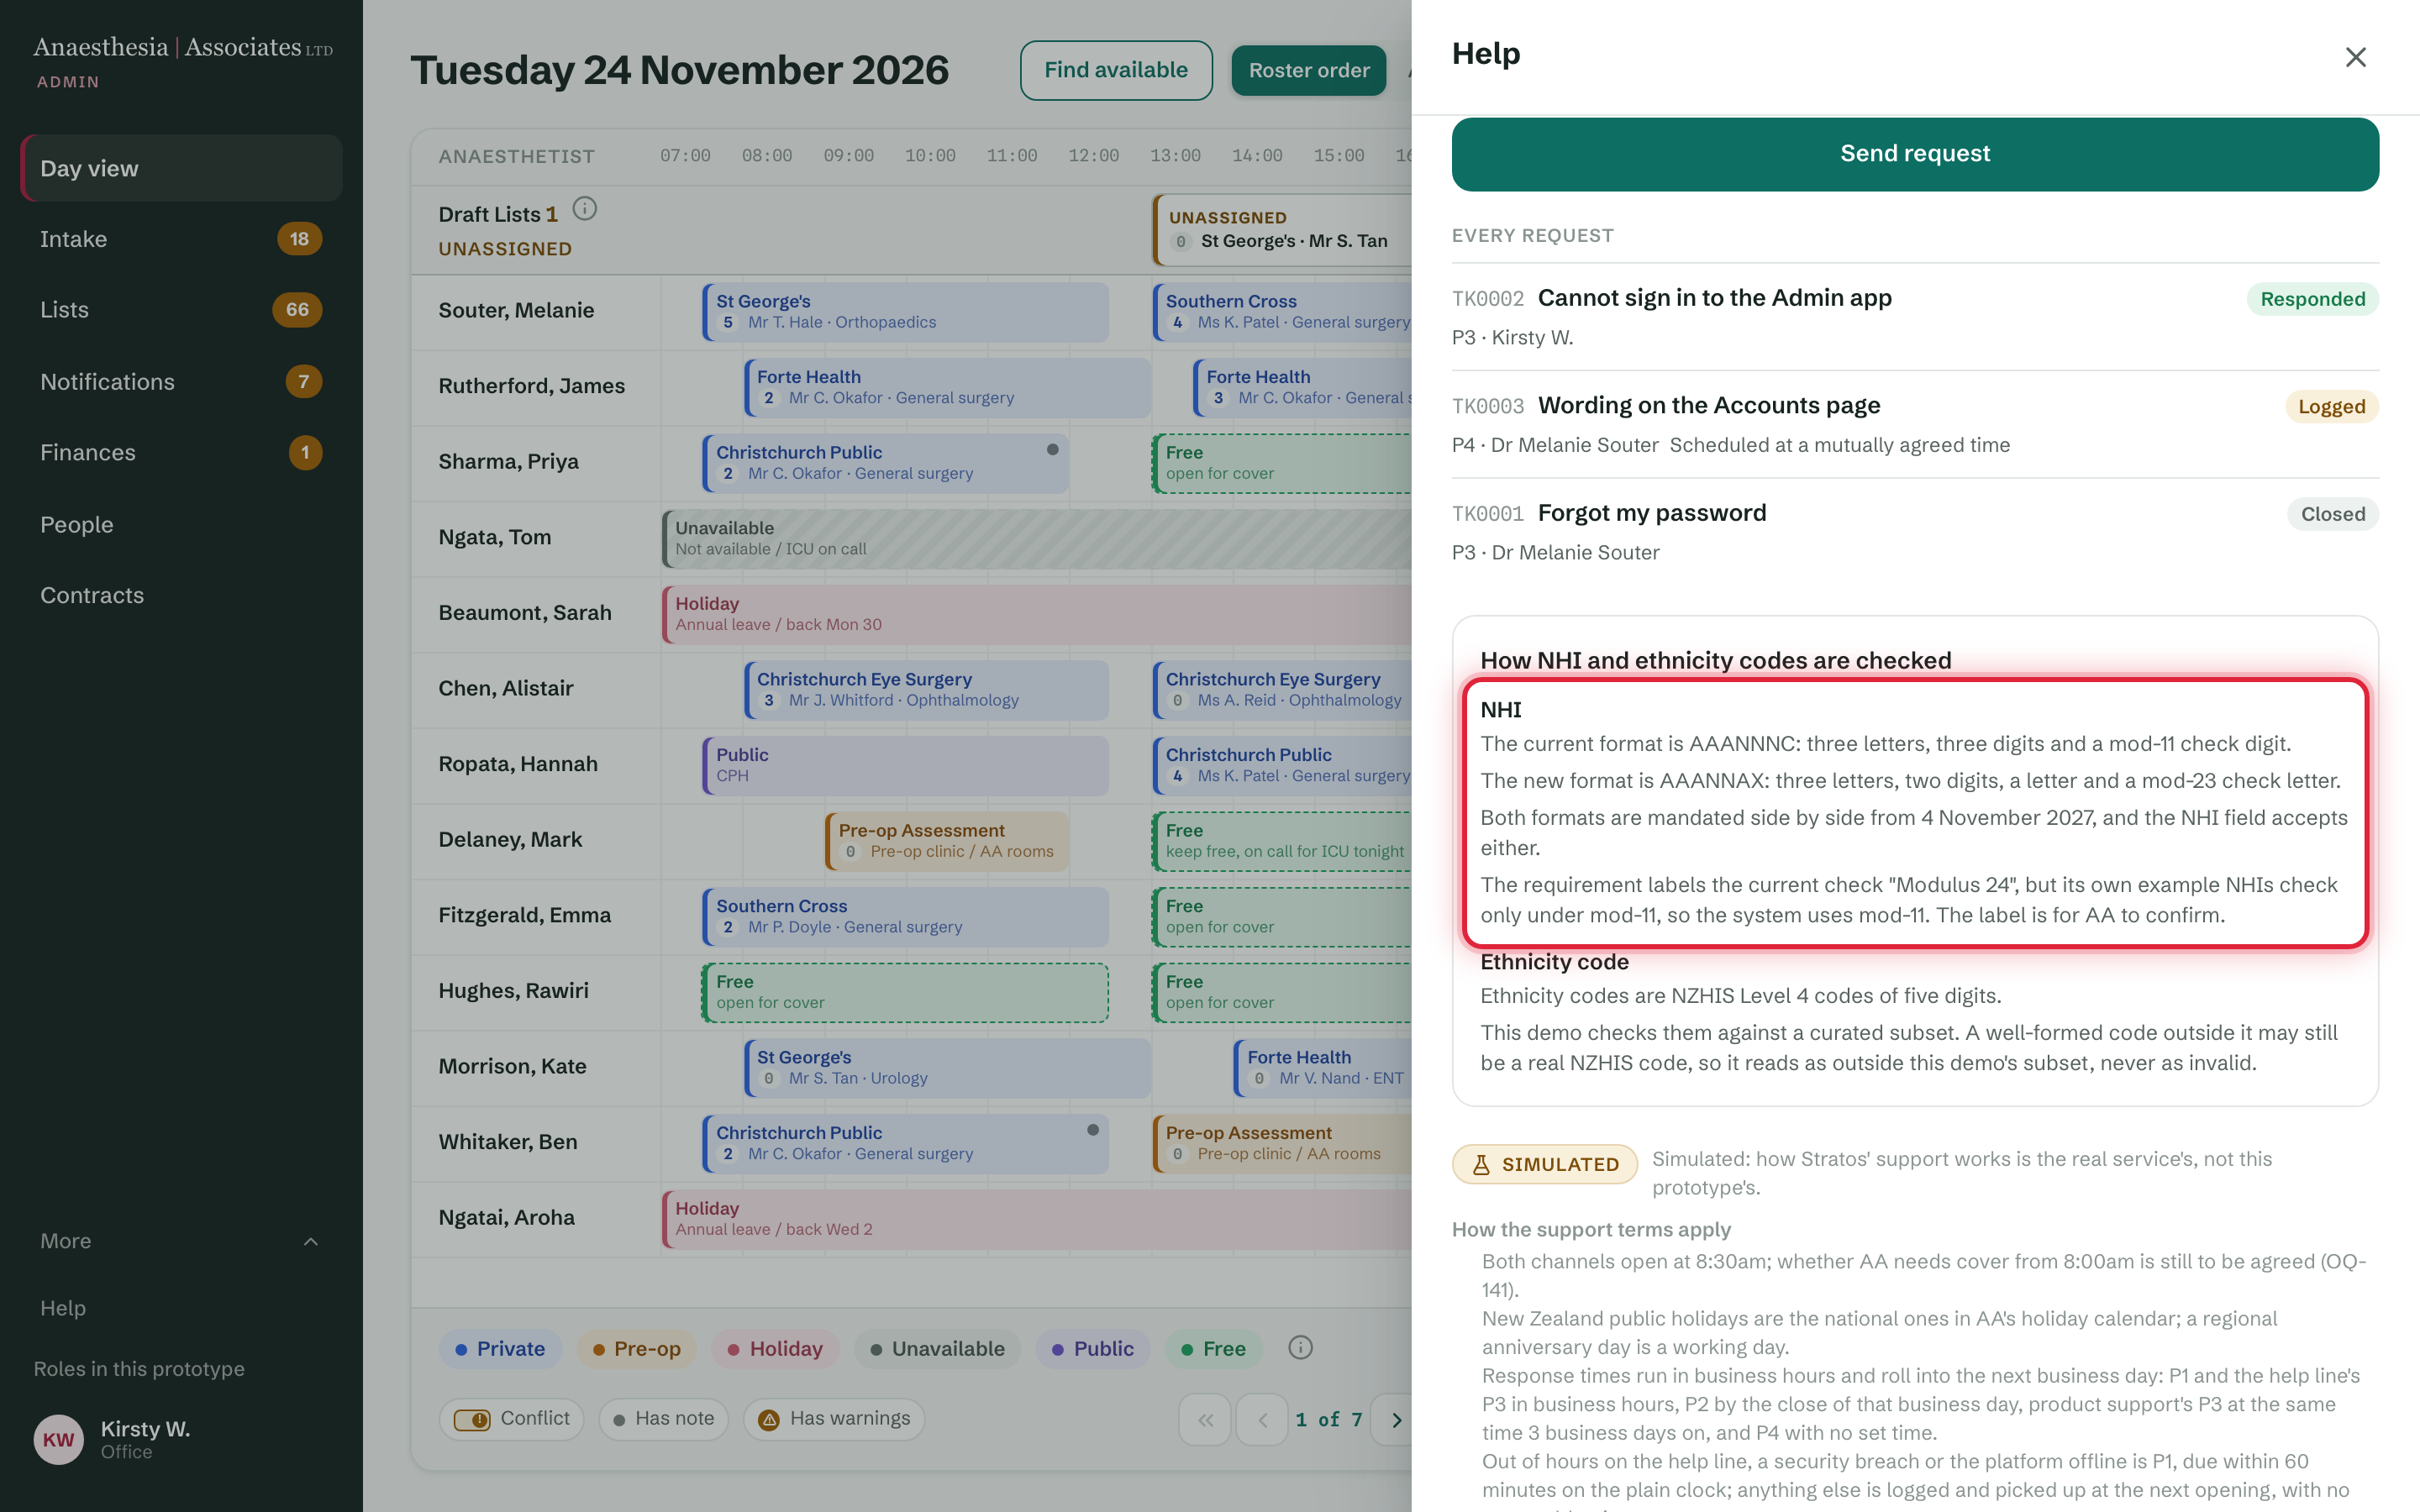 Anaesthesia | Associates LTD
ADMIN
Day view
Intake 18
Lists 66
Notifications 7
Finances 1
People
Contracts
More
Help
Roles in this prototype
KW Kirsty W.
Office
Tuesday 24 November 2026
Find available
Roster order
ANAESTHETIST 07:00 08:00 09:00 10:00 11:00 12:00 13:00 14:00 15:00
Draft Lists 1
UNASSIGNED
UNASSIGNED
0 St George's · Mr S. Tan
Souter, Melanie
St George's
5 Mr T. Hale · Orthopaedics
Southern Cross
4 Ms K. Patel · General surgery
Rutherford, James
Forte Health
2 Mr C. Okafor · General surgery
Forte Health
3 Mr C. Okafor · General s
Sharma, Priya
Christchurch Public
2 Mr C. Okafor · General surgery
Free
open for cover
Ngata, Tom
Unavailable
Not available / ICU on call
Beaumont, Sarah
Holiday
Annual leave / back Mon 30
Chen, Alistair
Christchurch Eye Surgery
3 Mr J. Whitford · Ophthalmology
Christchurch Eye Surgery
0 Ms A. Reid · Ophthalmology
Ropata, Hannah
Public
CPH
Christchurch Public
4 Ms K. Patel · General surgery
Delaney, Mark
Pre-op Assessment
0 Pre-op clinic / AA rooms
Free
keep free, on call for ICU tonight
Fitzgerald, Emma
Southern Cross
2 Mr P. Doyle · General surgery
Free
open for cover
Hughes, Rawiri
Free
open for cover
Free
open for cover
Morrison, Kate
St George's
0 Mr S. Tan · Urology
Forte Health
0 Mr V. Nand · ENT
Whitaker, Ben
Christchurch Public
2 Mr C. Okafor · General surgery
Pre-op Assessment
0 Pre-op clinic / AA rooms
Ngatai, Aroha
Holiday
Annual leave / back Wed 2
Private Pre-op Holiday Unavailable Public Free
Conflict Has note Has warnings
1 of 7
Help
Send request
EVERY REQUEST
TK0002 Cannot sign in to the Admin app Responded
P3 · Kirsty W.
TK0003 Wording on the Accounts page Logged
P4 · Dr Melanie Souter Scheduled at a mutually agreed time
TK0001 Forgot my password Closed
P3 · Dr Melanie Souter
How NHI and ethnicity codes are checked
NHI
The current format is AAANNNC: three letters, three digits and a mod-11 check digit.
The new format is AAANNAX: three letters, two digits, a letter and a mod-23 check letter.
Both formats are mandated side by side from 4 November 2027, and the NHI field accepts
either.
The requirement labels the current check "Modulus 24", but its own example NHIs check
only under mod-11, so the system uses mod-11. The label is for AA to confirm.
Ethnicity code
Ethnicity codes are NZHIS Level 4 codes of five digits.
This demo checks them against a curated subset. A well-formed code outside it may still
be a real NZHIS code, so it reads as outside this demo's subset, never as invalid.
SIMULATED Simulated: how Stratos' support works is the real service's, not this
prototype's.
How the support terms apply
Both channels open at 8:30am; whether AA needs cover from 8:00am is still to be agreed (OQ-
141).
New Zealand public holidays are the national ones in AA's holiday calendar; a regional
anniversary day is a working day.
Response times run in business hours and roll into the next business day: P1 and the help line's
P3 in business hours, P2 by the close of that business day, product support's P3 at the same
time 3 business days on, and P4 with no set time.
Out of hours on the help line, a security breach or the platform offline is P1, due within 60
minutes on the plain clock; anything else is logged and picked up at the next opening, with no